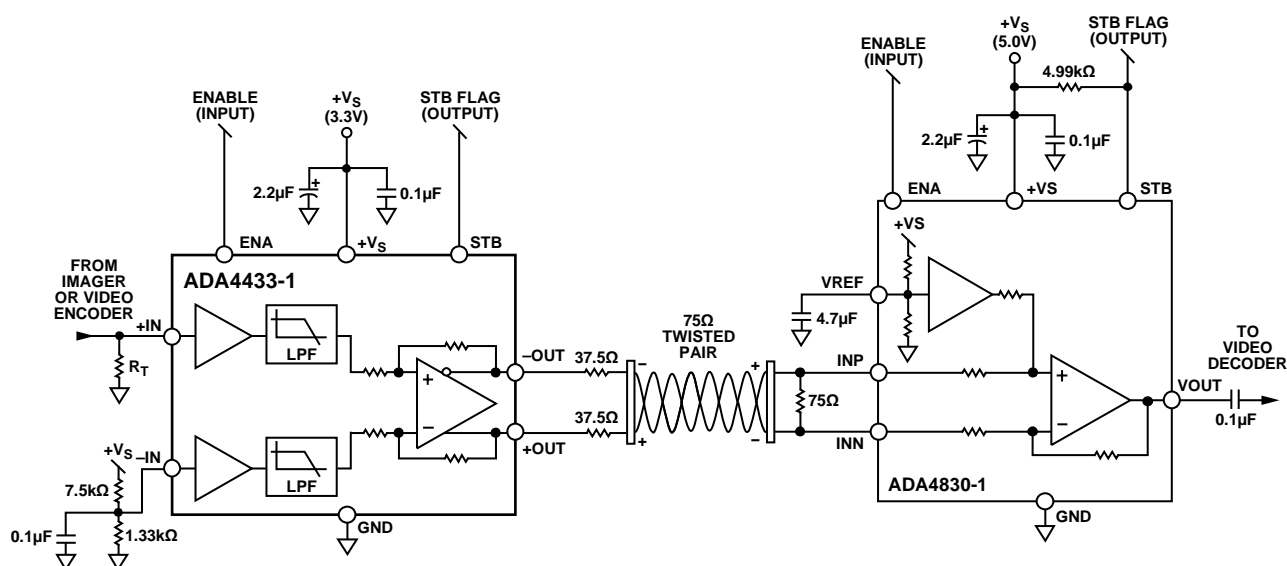 ENABLE
(INPUT)
+VS
(3.3V)
STB FLAG
(OUTPUT)
2.2µF
+
0.1µF
ENA
+VS
STB
FROM
IMAGER
OR VIDEO
ENCODER
+IN
RT
ADA4433-1
LPF
+
–
–OUT
+OUT
37.5Ω
37.5Ω
+VS
–IN
7.5kΩ
0.1µF
1.33kΩ
LPF
GND
75Ω
TWISTED
PAIR
–
+
+
–
75Ω
ENABLE
(INPUT)
+VS
(5.0V)
STB FLAG
(OUTPUT)
4.99kΩ
2.2µF
+
0.1µF
ENA
+VS
STB
+VS
VREF
4.7µF
INP
INN
+
–
ADA4830-1
GND
VOUT
TO
VIDEO
DECODER
0.1µF